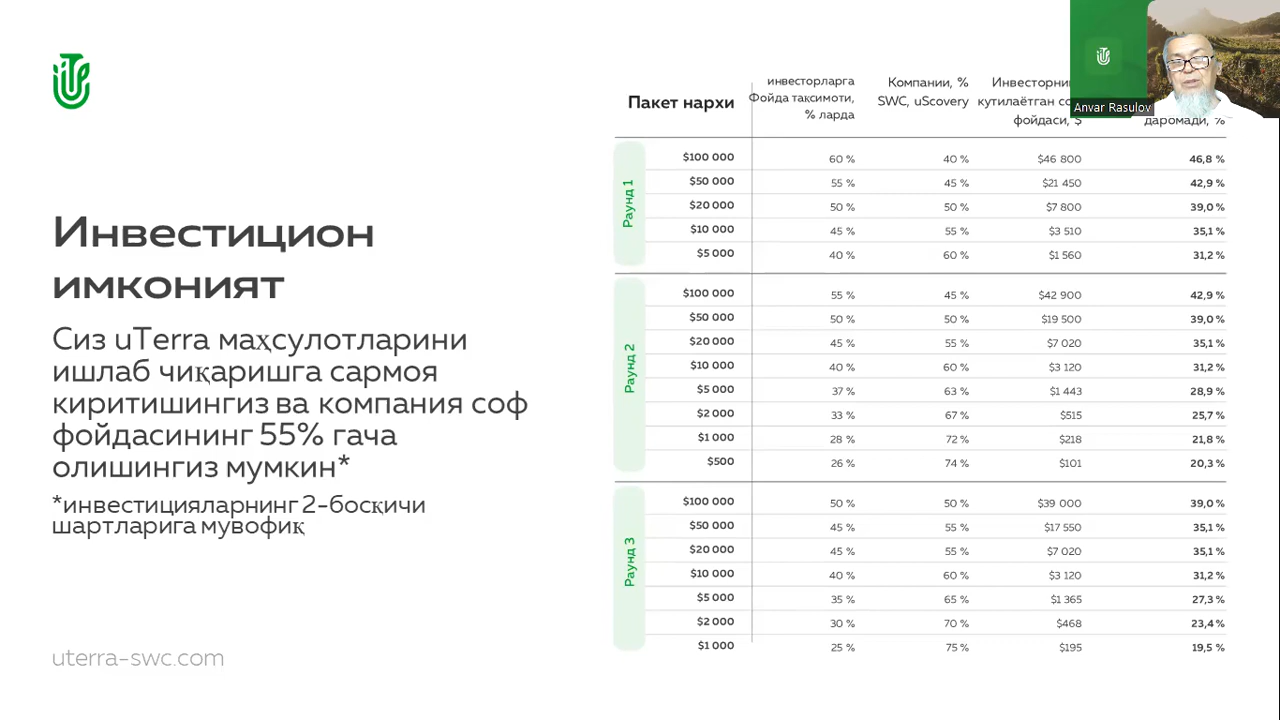 Инвестицион
имконият
Сиз uTerra маҳсулотларини
ишлаб чиқаришга сармоя
киритишингиз ва компания соф
фойдасининг 55% гача
олишингиз мумкин*
*инвестицияларнинг 2-босқичи
шартларига мувофиқ
uterra-swc.com
Пакет нархи
инвесторларга
Фойда тақсимоти,
% ларда
Компании, %
SWC, uScovery
кутилаётган
фойдаси, $
даромади, %
Anvar Rasulov
Раунд 1
$100 000 60 % 40 % $46 800 46,8 %
$50 000 55 % 45 % $21 450 42,9 %
$20 000 50 % 50 % $7 800 39,0 %
$10 000 45 % 55 % $3 510 35,1 %
$5 000 40 % 60 % $1 560 31,2 %
Раунд 2
$100 000 55 % 45 % $42 900 42,9 %
$50 000 50 % 50 % $19 500 39,0 %
$20 000 45 % 55 % $7 020 35,1 %
$10 000 40 % 60 % $3 120 31,2 %
$5 000 37 % 63 % $1 443 28,9 %
$2 000 33 % 67 % $515 25,7 %
$1 000 28 % 72 % $218 21,8 %
$500 26 % 74 % $101 20,3 %
Раунд 3
$100 000 50 % 50 % $39 000 39,0 %
$50 000 45 % 55 % $17 550 35,1 %
$20 000 45 % 55 % $7 020 35,1 %
$10 000 40 % 60 % $3 120 31,2 %
$5 000 35 % 65 % $1 365 27,3 %
$2 000 30 % 70 % $468 23,4 %
$1 000 25 % 75 % $195 19,5 %